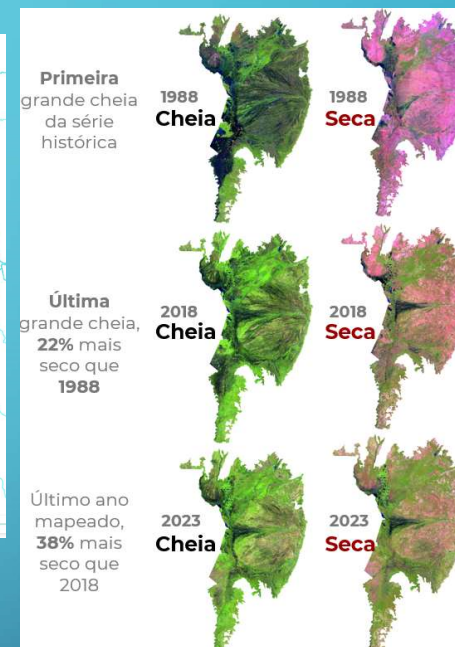 Primeira
grande cheia
da série
histórica
1988
Cheia
1988
Seca
Última
grande cheia,
22% mais
seco que
1988
2018
Cheia
2018
Seca
Último ano
mapeado,
38% mais
seco que
2018
2023
Cheia
2023
Seca